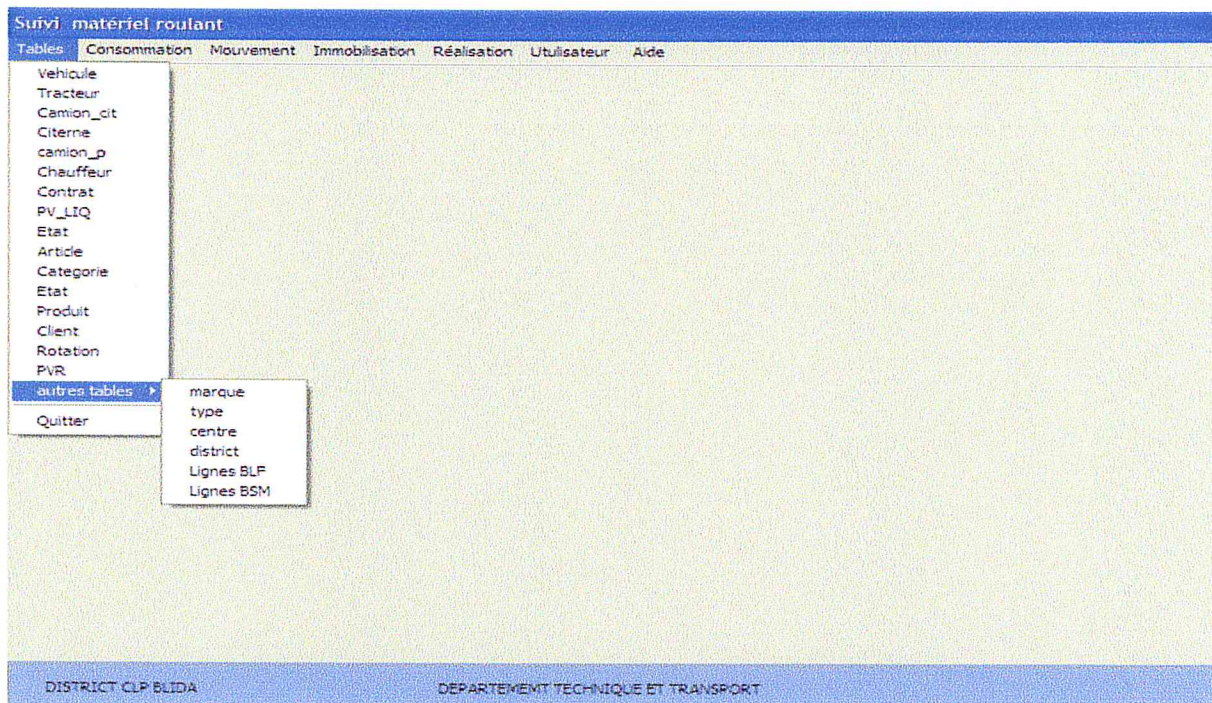 Suivi matériel roulant
Tables Consommation Mouvement Immobilisation Réalisation Utulisateur Aide
Vehicule
Tracteur
Camion_cit
Citerne
camion_p
Chauffeur
Contrat
PV_LIQ
Etat
Article
Categorie
Etat
Produit
Client
Rotation
PVR
autres tables
marque
type
centre
district
Lignes BLF
Lignes BSM
Quitter
DISTRICT CLP BLIDA DEPARTEMEMT TECHNIQUE ET TRANSPORT